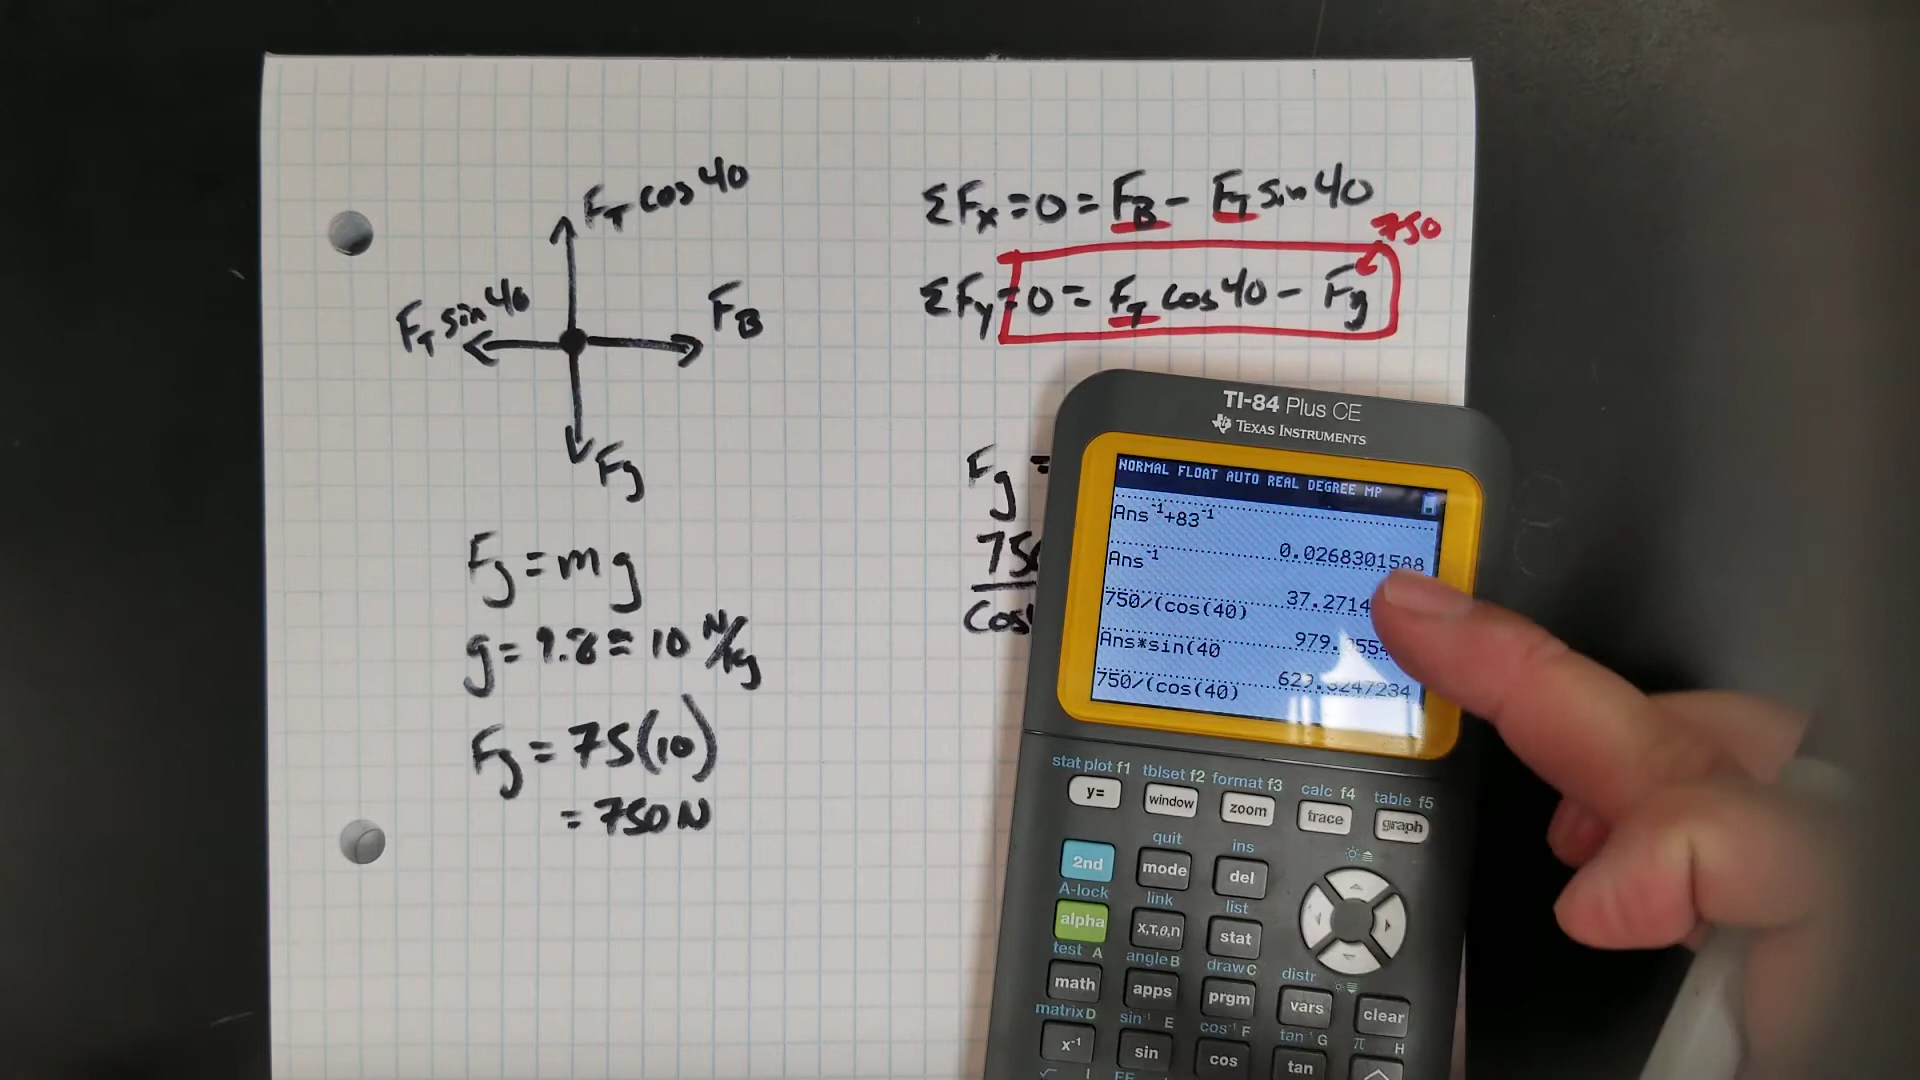 F_T cos 40
F_T sin 40
F_B
F_g
F_g = mg
g = 9.8 = 10 N/kg
F_g = 75(10)
= 750 N
ΣF_x = 0 = F_B - F_T sin 40
750
ΣF_y = 0 = F_T cos 40 - F_g
F_g =
750
cos
TI-84 Plus CE
TEXAS INSTRUMENTS
NORMAL FLOAT AUTO REAL DEGREE MP
Ans⁻¹+83⁻¹
0.0268301588
Ans⁻¹
37.2714
750/(cos(40)
979.
Ans*sin(40
750/(cos(40)
stat plot f1 tblset f2 format f3 calc f4 table f5
y= window zoom trace graph
quit ins
2nd mode del
A-lock link list
alpha X,T,θ,n stat
test A angle B draw C distr
math apps prgm vars clear
matrix D sin⁻¹ E cos⁻¹ F tan⁻¹ G π H
x⁻¹ sin cos tan ^
√ I EE